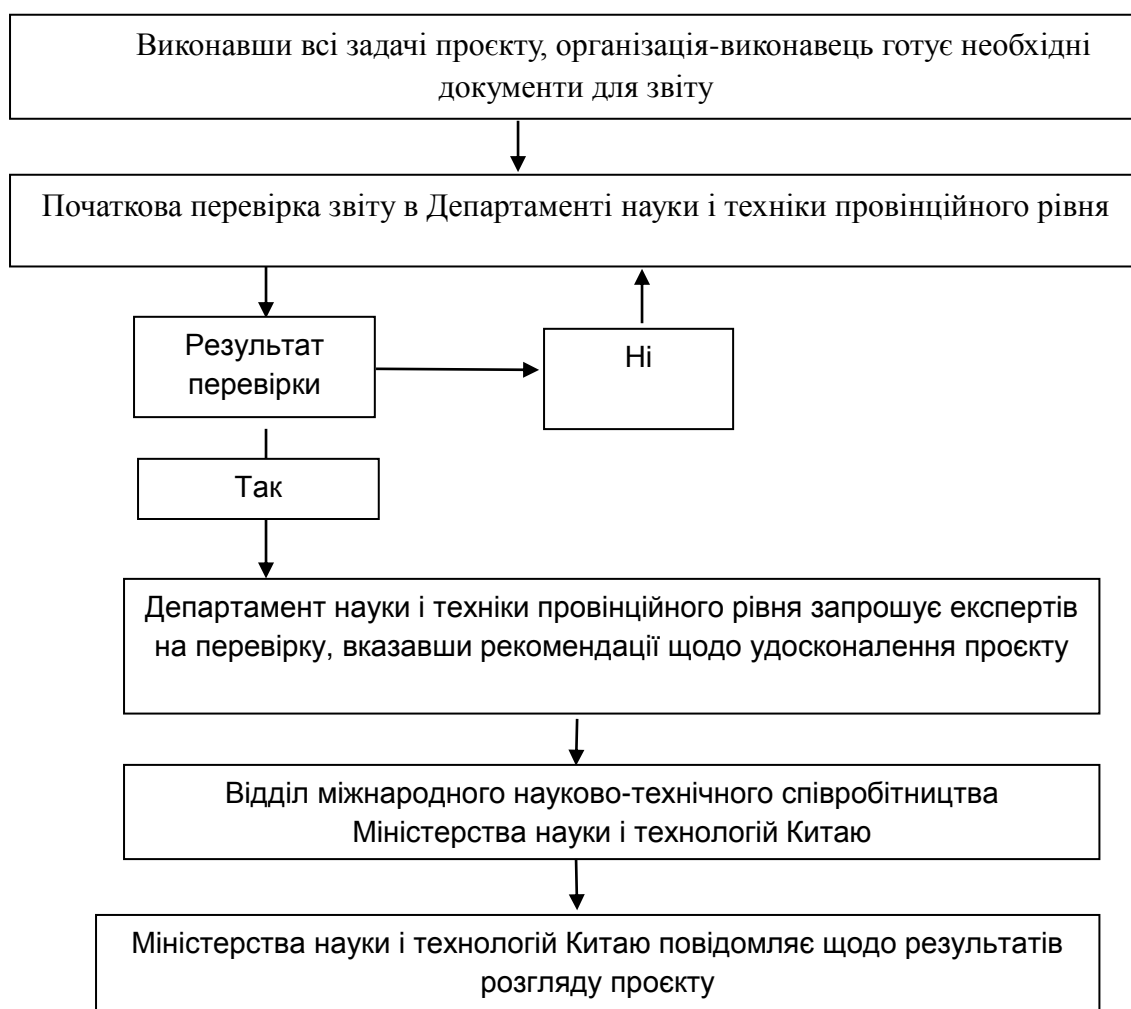 Виконавши всі задачі проєкту, організація-виконавець готує необхідні
документи для звіту
Початкова перевірка звіту в Департаменті науки і техніки провінційного рівня
Результат
перевірки
Ні
Так
Департамент науки і техніки провінційного рівня запрошує експертів
на перевірку, вказавши рекомендації щодо удосконалення проєкту
Відділ міжнародного науково-технічного співробітництва
Міністерства науки і технологій Китаю
Міністерства науки і технологій Китаю повідомляє щодо результатів
розгляду проєкту